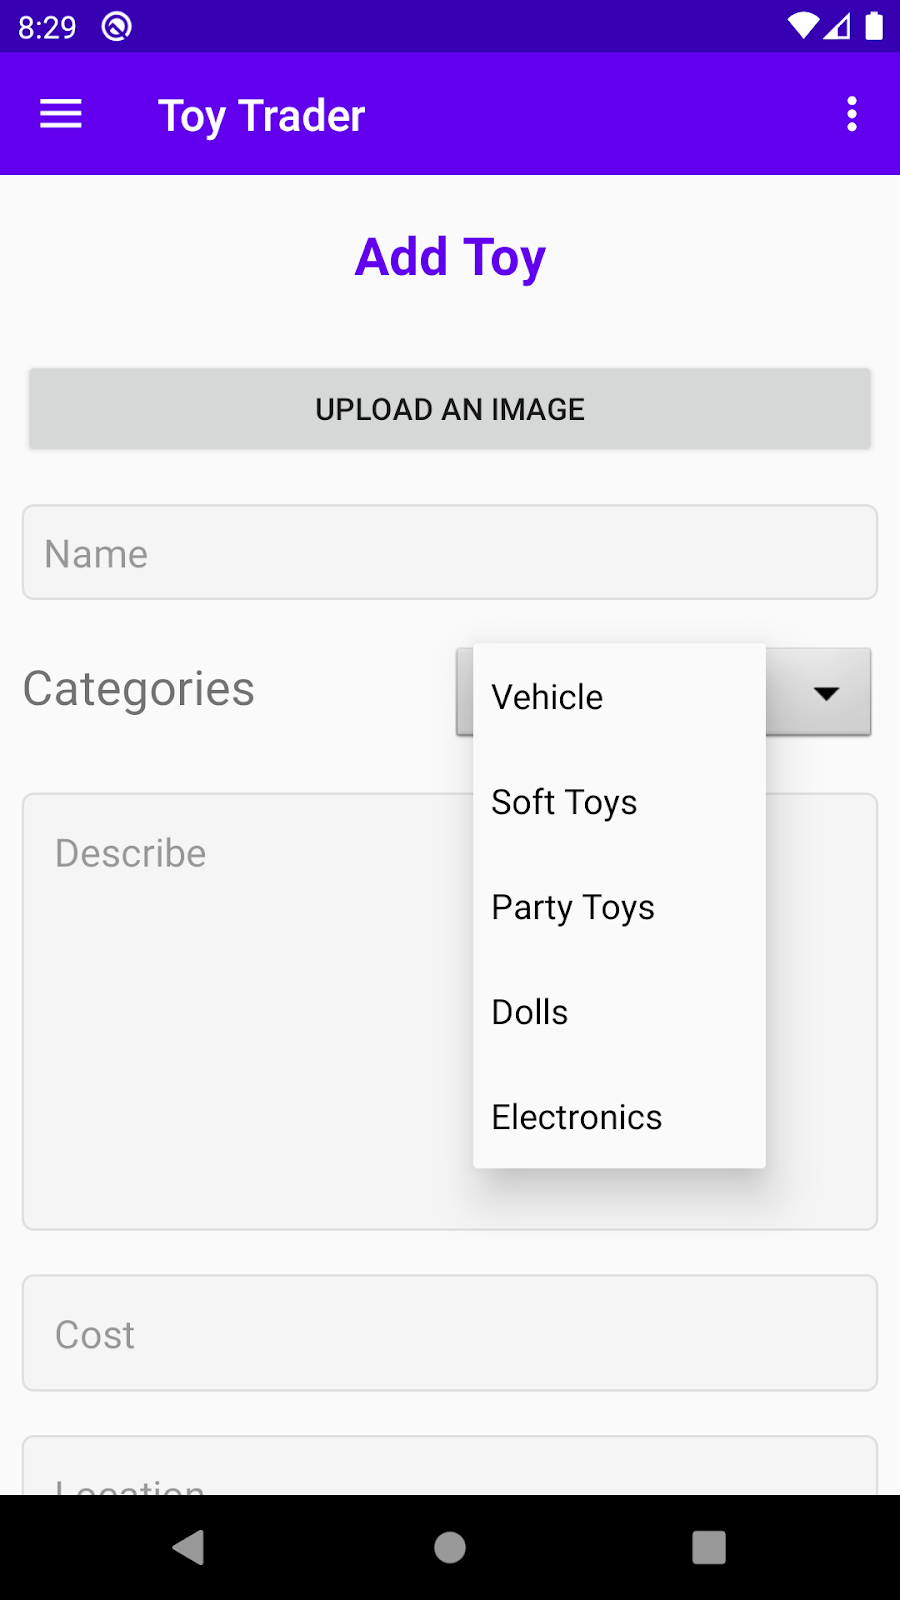 8:29
Toy Trader
Add Toy
UPLOAD AN IMAGE
Name
Categories
Vehicle
Soft Toys
Party Toys
Dolls
Electronics
Describe
Cost
Location